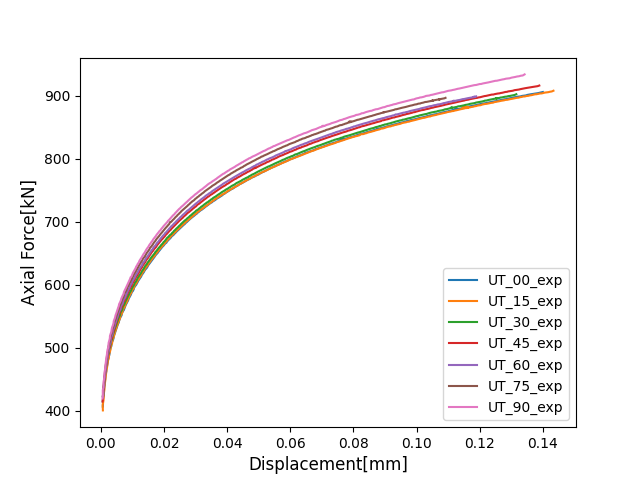 900
800
700
600
500
400
Axial Force[kN]
0.00 0.02 0.04 0.06 0.08 0.10 0.12 0.14
Displacement[mm]
UT_00_exp
UT_15_exp
UT_30_exp
UT_45_exp
UT_60_exp
UT_75_exp
UT_90_exp